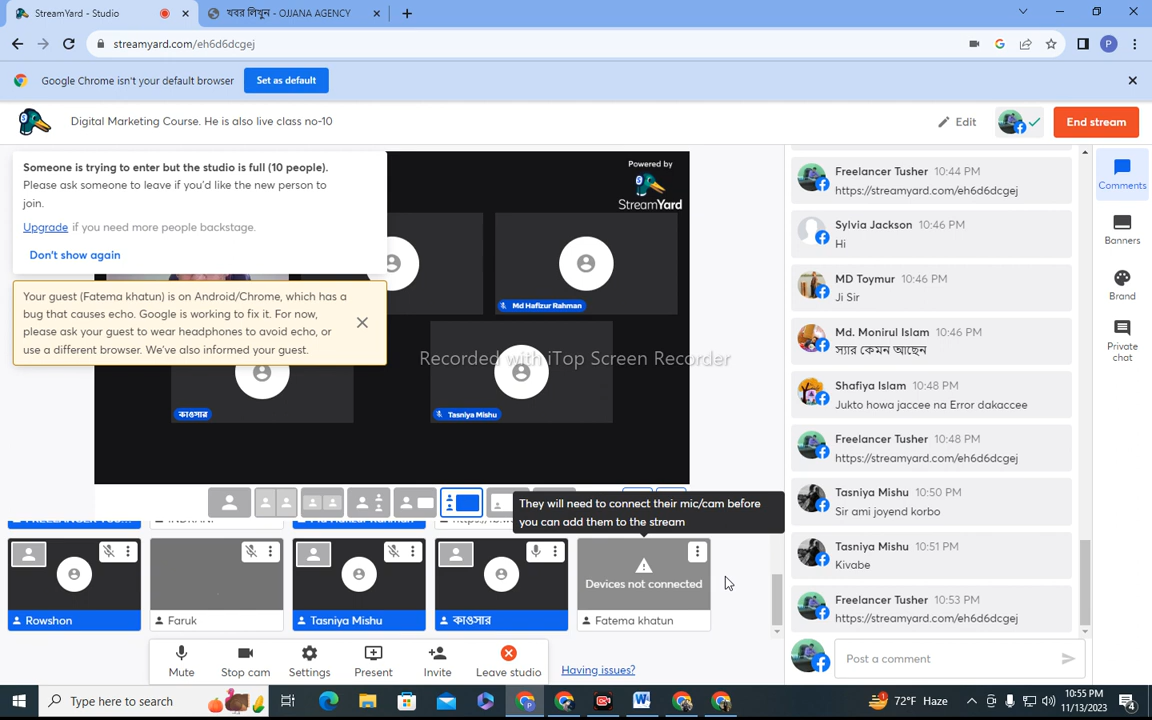 StreamYard - Studio
খবর লিখুন - OJJANA AGENCY
streamyard.com/eh6d6dcgej
P
Google Chrome isn't your default browser
Set as default
Digital Marketing Course. He is also live class no-10
Edit
End stream
Someone is trying to enter but the studio is full (10 people).
Please ask someone to leave if you'd like the new person to
join.
Upgrade if you need more people backstage.
Don't show again
Your guest (Fatema khatun) is on Android/Chrome, which has a
bug that causes echo. Google is working to fix it. For now,
please ask your guest to wear headphones to avoid echo, or
use a different browser. We've also informed your guest.
Powered by
StreamYard
Md Hafizur Rahman
Recorded with iTop Screen Recorder
কাওসার
Tasniya Mishu
They will need to connect their mic/cam before
you can add them to the stream
Devices not connected
Rowshon
Faruk
Tasniya Mishu
কাওসার
Fatema khatun
Mute
Stop cam
Settings
Present
Invite
Leave studio
Having issues?
Freelancer Tusher 10:44 PM
https://streamyard.com/eh6d6dcgej
Sylvia Jackson 10:46 PM
Hi
MD Toymur 10:46 PM
Ji Sir
Md. Monirul Islam 10:46 PM
স্যার কেমন আছেন
Shafiya Islam 10:48 PM
Jukto howa jaccee na Error dakaccee
Freelancer Tusher 10:48 PM
https://streamyard.com/eh6d6dcgej
Tasniya Mishu 10:50 PM
Sir ami joyend korbo
Tasniya Mishu 10:51 PM
Kivabe
Freelancer Tusher 10:53 PM
https://streamyard.com/eh6d6dcgej
Post a comment
Comments
Banners
Brand
Private
chat
Type here to search
72°F Haze
10:55 PM
11/13/2023
4